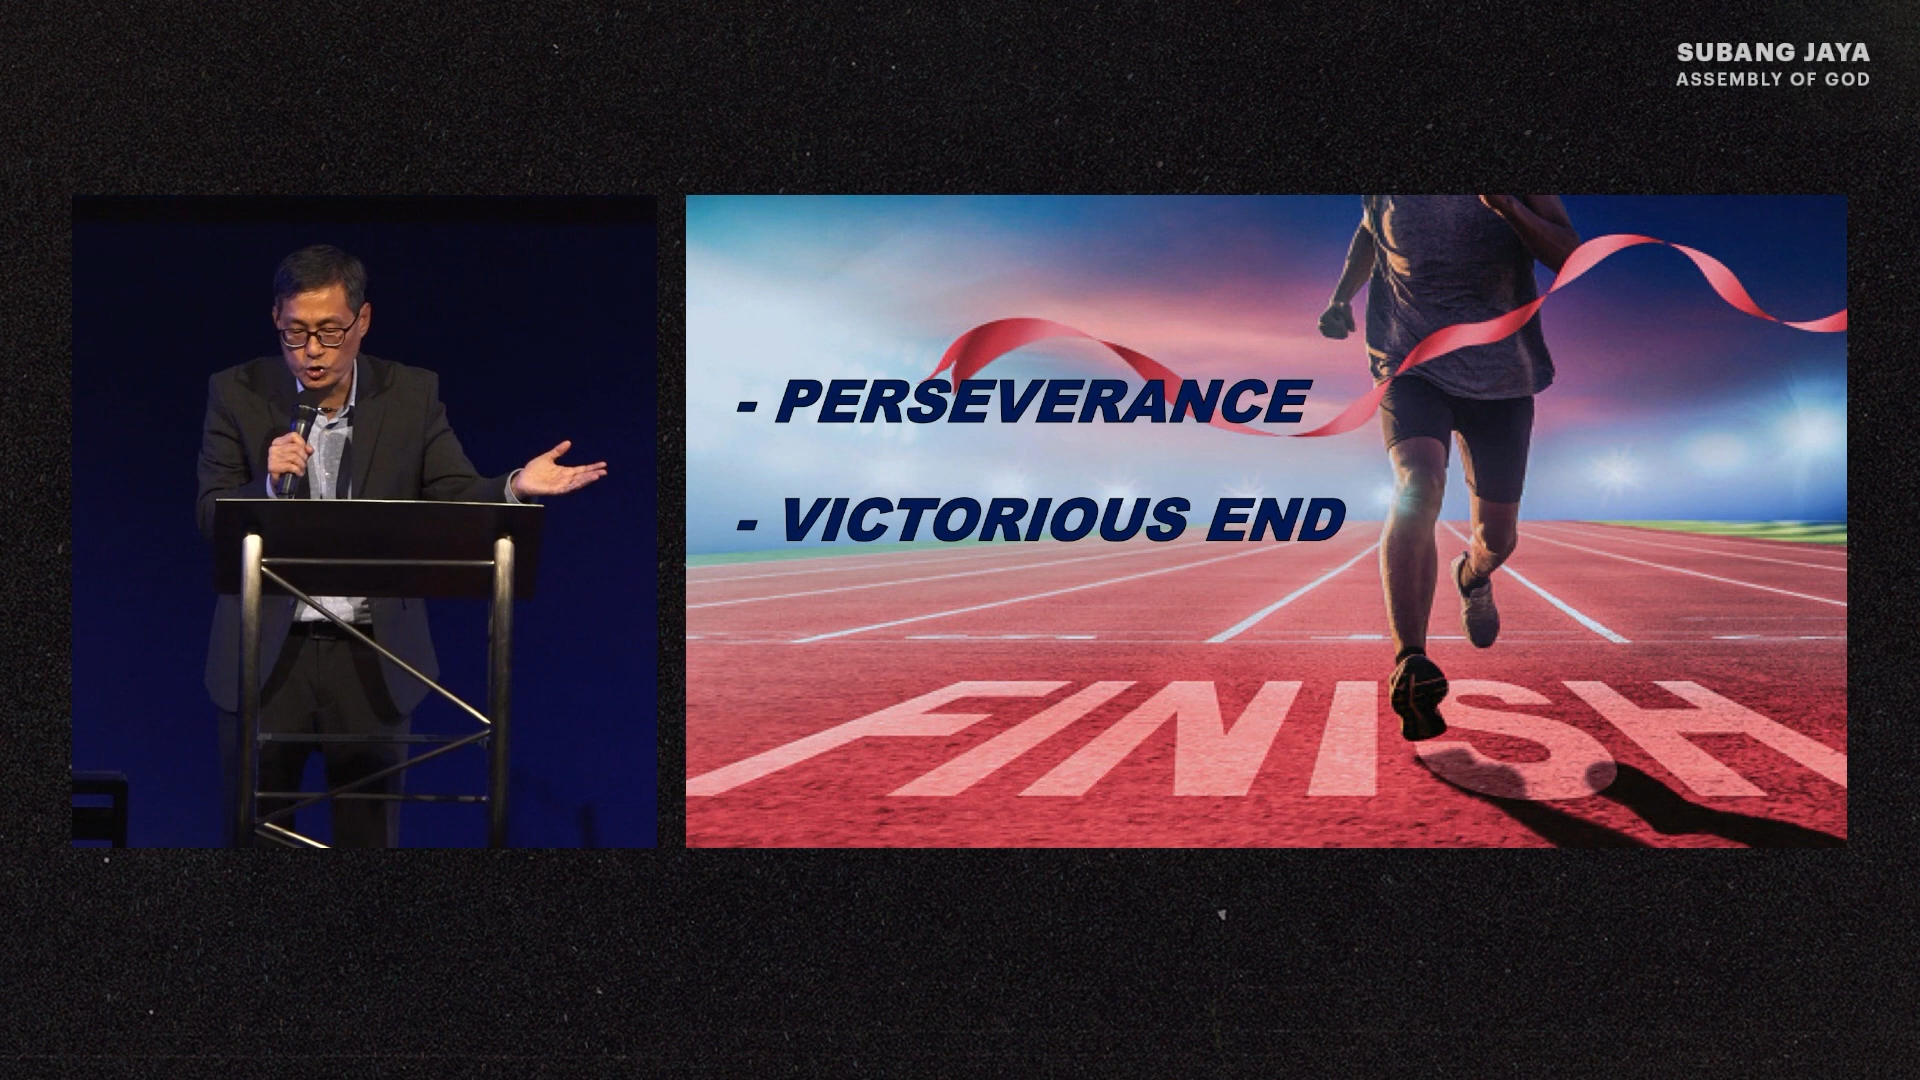 SUBANG JAYA
ASSEMBLY OF GOD
- PERSEVERANCE
- VICTORIOUS END
FINISH